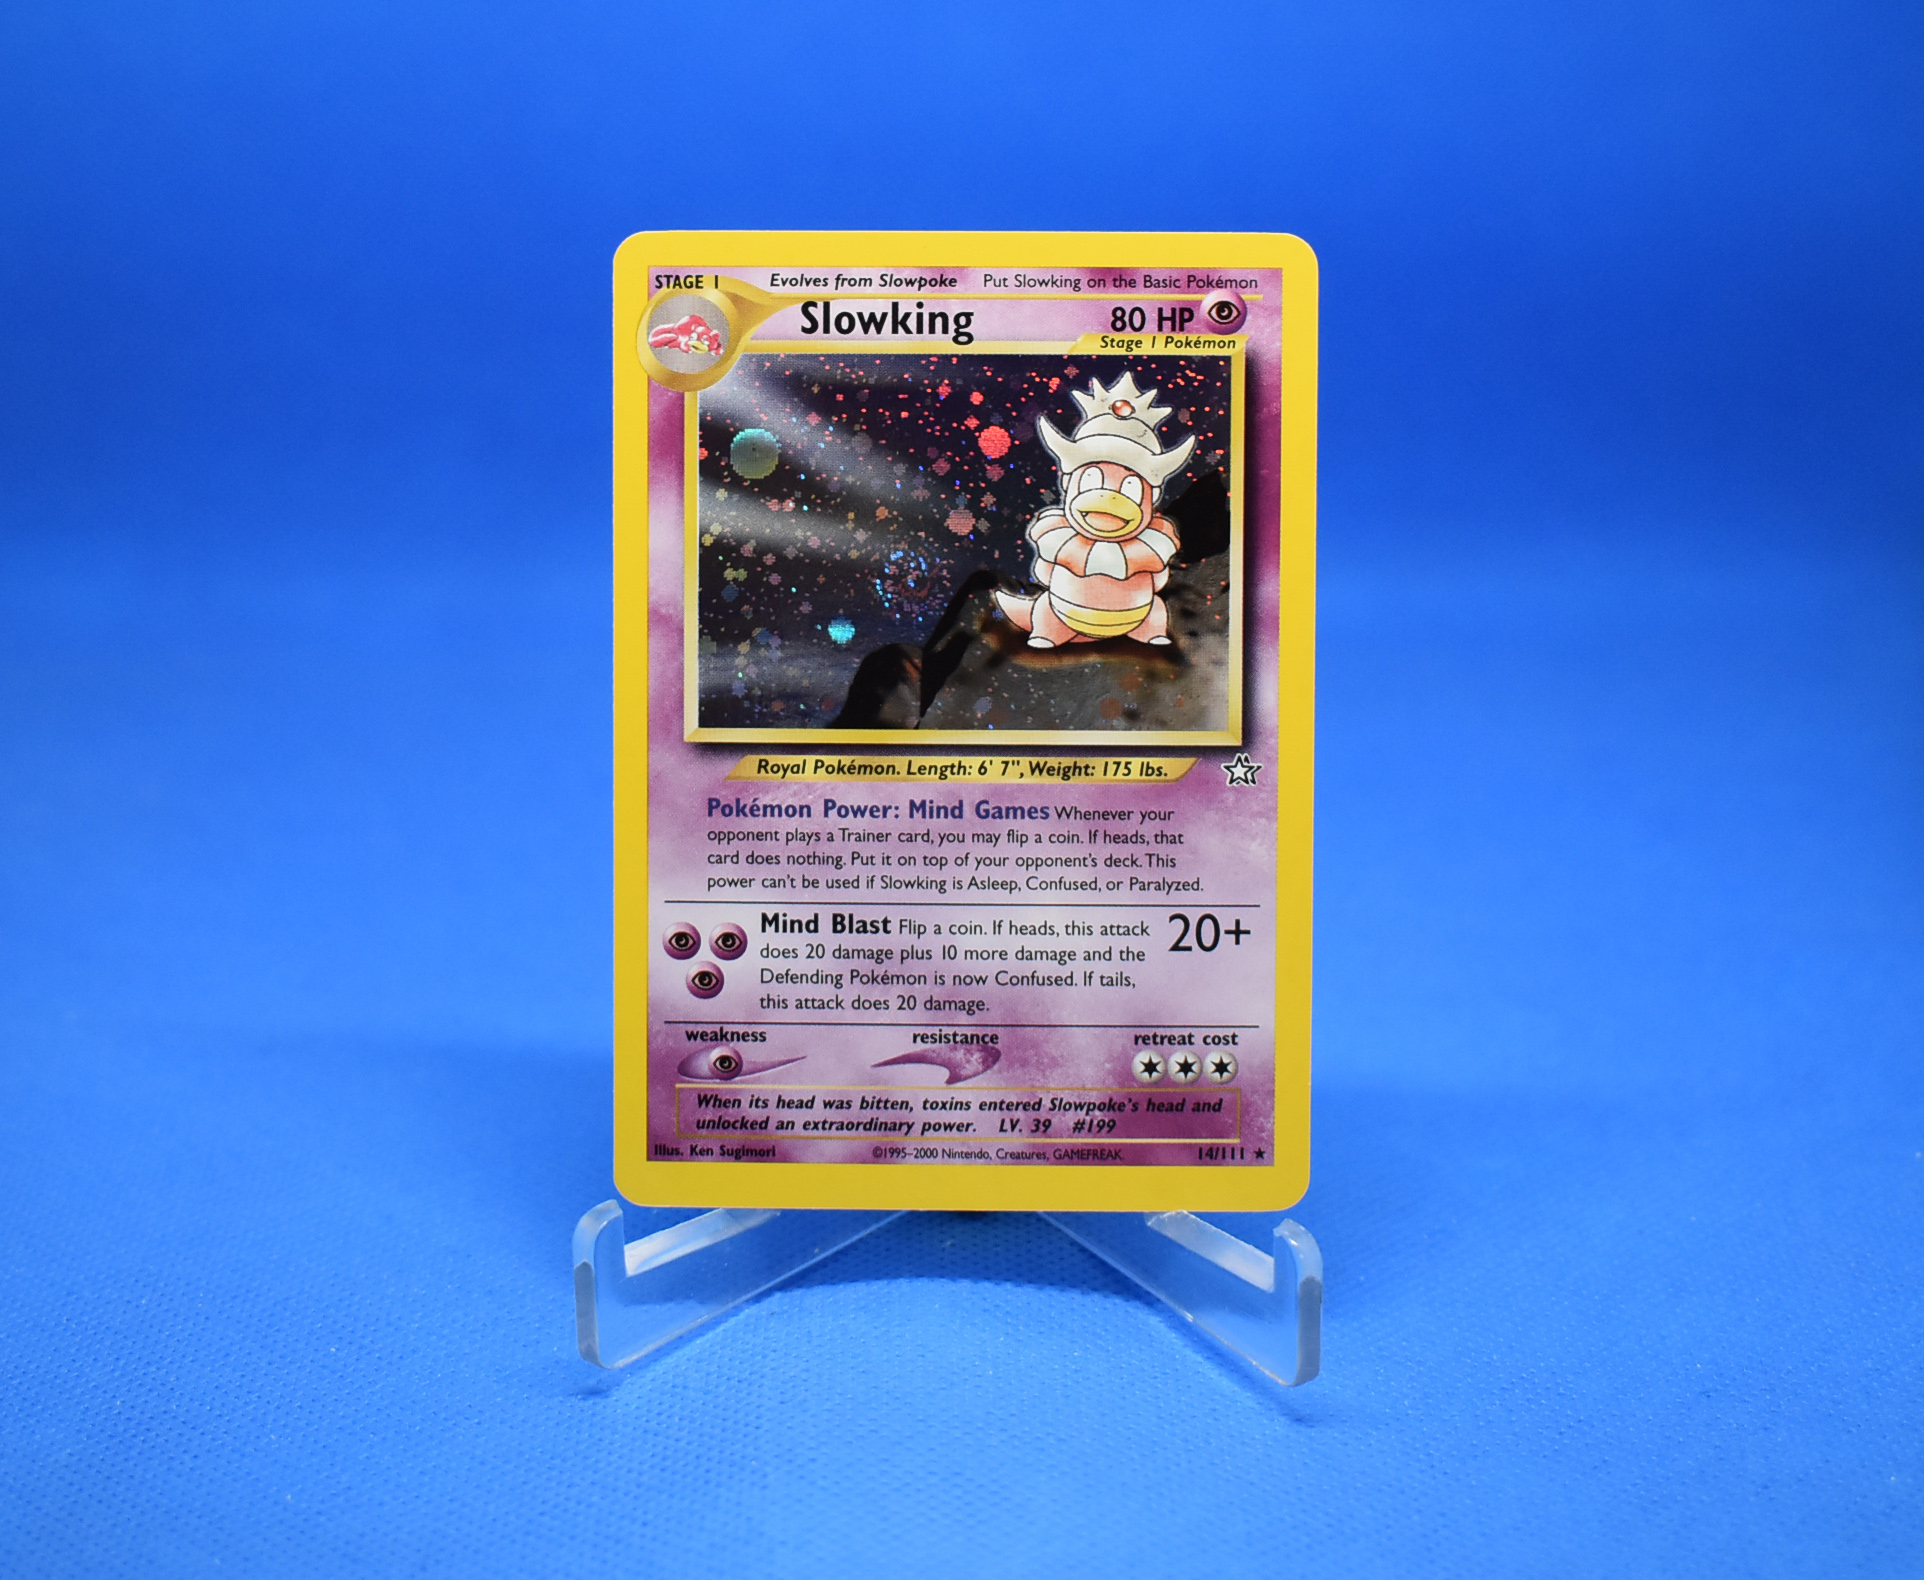 STAGE 1 Evolves from Slowpoke Put Slowking on the Basic Pokémon
Slowking 80 HP
Stage 1 Pokémon
Royal Pokémon. Length: 6' 7", Weight: 175 lbs.
Pokémon Power: Mind Games Whenever your
opponent plays a Trainer card, you may flip a coin. If heads, that
card does nothing. Put it on top of your opponent's deck. This
power can't be used if Slowking is Asleep, Confused, or Paralyzed.
Mind Blast Flip a coin. If heads, this attack 20+
does 20 damage plus 10 more damage and the
Defending Pokémon is now Confused. If tails,
this attack does 20 damage.
weakness resistance retreat cost
When its head was bitten, toxins entered Slowpoke's head and
unlocked an extraordinary power. LV. 39 #199
Illus. Ken Sugimori ©1995–2000 Nintendo, Creatures, GAMEFREAK. 14/111 ★